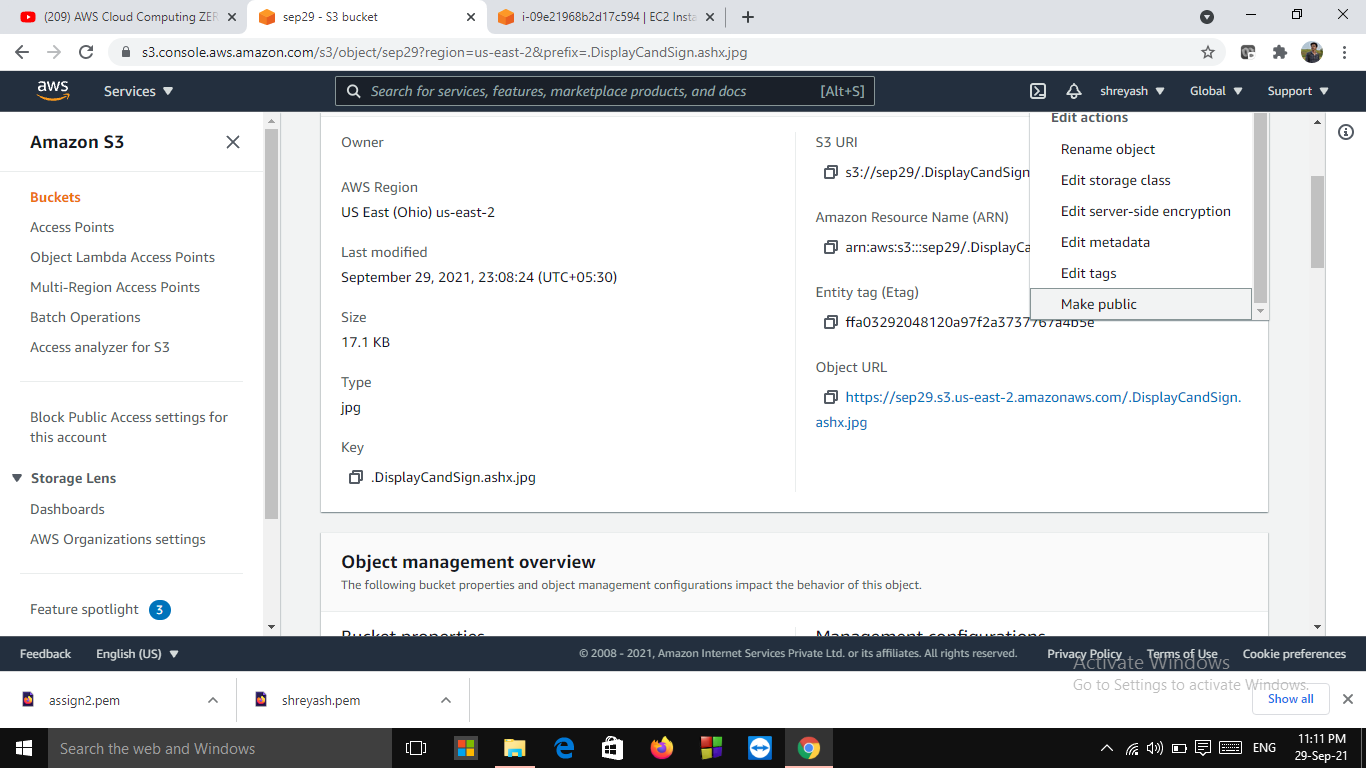 (209) AWS Cloud Computing ZER
sep29 - S3 bucket
i-09e21968b2d17c594 | EC2 Insta
s3.console.aws.amazon.com/s3/object/sep29?region=us-east-2&prefix=.DisplayCandSign.ashx.jpg
aws
Services
Search for services, features, marketplace products, and docs
[Alt+S]
shreyash
Global
Support
Amazon S3
Buckets
Access Points
Object Lambda Access Points
Multi-Region Access Points
Batch Operations
Access analyzer for S3
Block Public Access settings for
this account
Storage Lens
Dashboards
AWS Organizations settings
Feature spotlight 3
Owner
AWS Region
US East (Ohio) us-east-2
Last modified
September 29, 2021, 23:08:24 (UTC+05:30)
Size
17.1 KB
Type
jpg
Key
.DisplayCandSign.ashx.jpg
S3 URI
s3://sep29/.DisplayCandSign
Amazon Resource Name (ARN)
arn:aws:s3:::sep29/.DisplayCa
Entity tag (Etag)
ffa03292048120a97f2a3737767a4b5e
Object URL
https://sep29.s3.us-east-2.amazonaws.com/.DisplayCandSign.
ashx.jpg
Edit actions
Rename object
Edit storage class
Edit server-side encryption
Edit metadata
Edit tags
Make public
Object management overview
The following bucket properties and object management configurations impact the behavior of this object.
Bucket properties
Management configurations
Feedback
English (US)
© 2008 - 2021, Amazon Internet Services Private Ltd. or its affiliates. All rights reserved.
Privacy Policy
Terms of Use
Cookie preferences
Activate Windows
Go to Settings to activate Windows.
assign2.pem
shreyash.pem
Show all
Search the web and Windows
ENG
11:11 PM
29-Sep-21